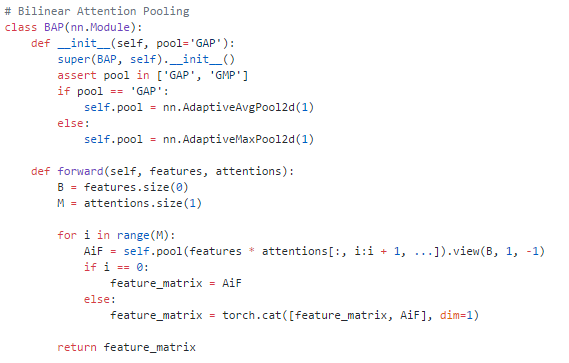 # Bilinear Attention Pooling
class BAP(nn.Module):
    def __init__(self, pool='GAP'):
        super(BAP, self).__init__()
        assert pool in ['GAP', 'GMP']
        if pool == 'GAP':
            self.pool = nn.AdaptiveAvgPool2d(1)
        else:
            self.pool = nn.AdaptiveMaxPool2d(1)

    def forward(self, features, attentions):
        B = features.size(0)
        M = attentions.size(1)

        for i in range(M):
            AiF = self.pool(features * attentions[:, i:i + 1, ...]).view(B, 1, -1)
            if i == 0:
                feature_matrix = AiF
            else:
                feature_matrix = torch.cat([feature_matrix, AiF], dim=1)

        return feature_matrix